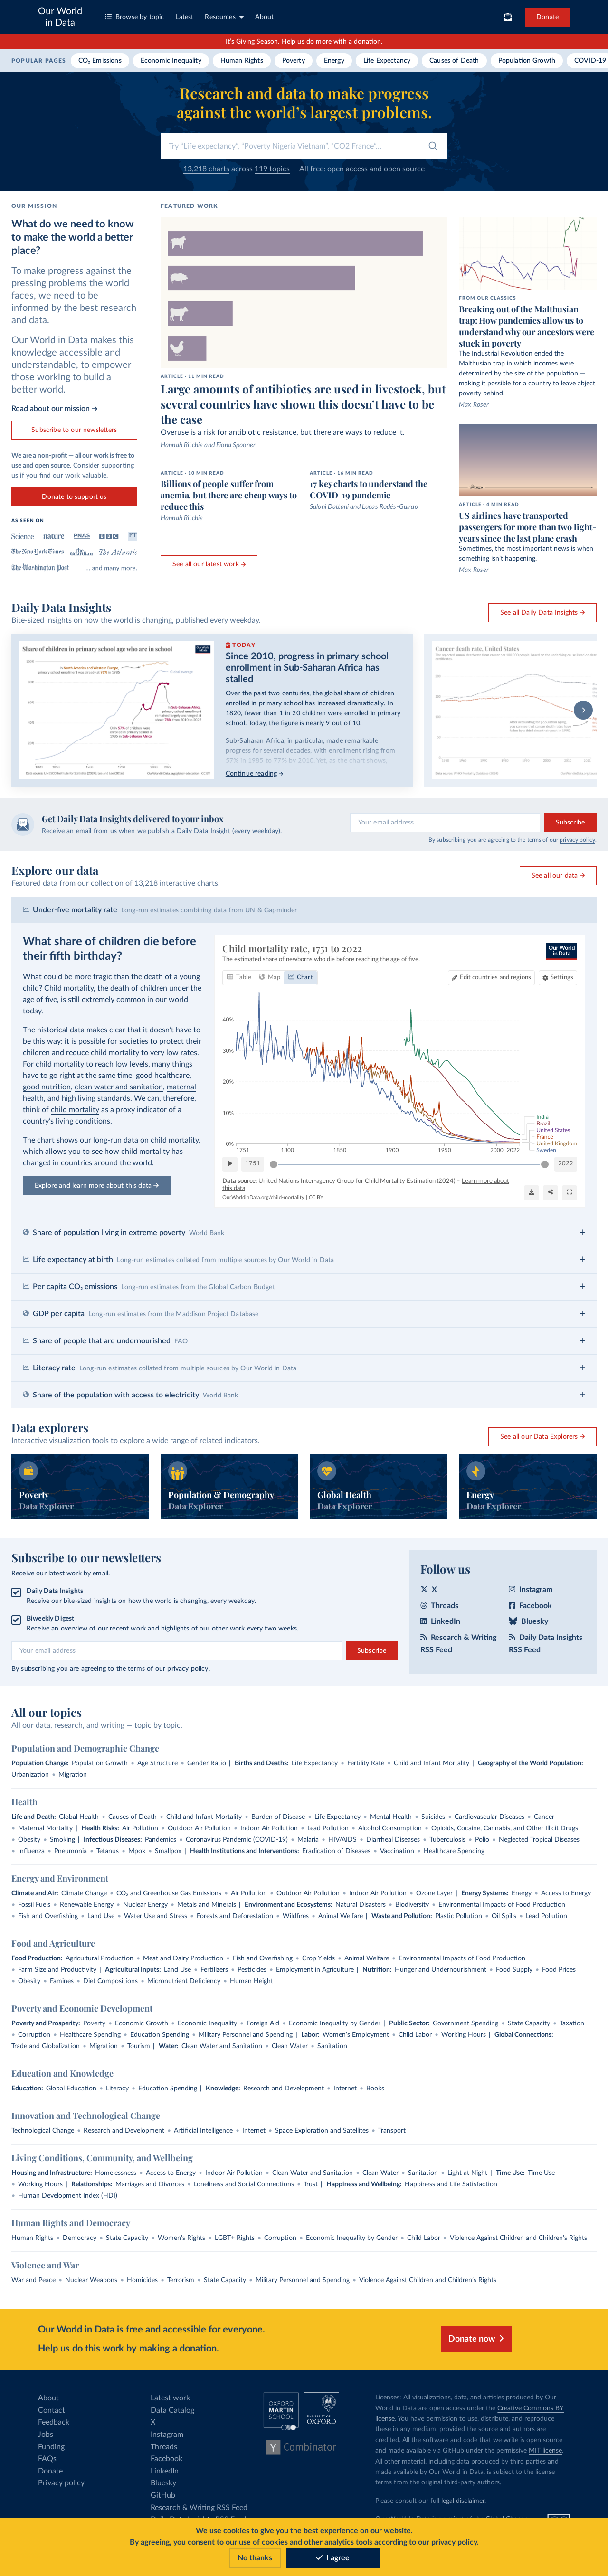 Our World
in Data
Browse by topic
Latest
Resources
About
Donate
It's Giving Season. Help us do more with a donation.
POPULAR PAGES
CO₂ Emissions
Economic Inequality
Human Rights
Poverty
Energy
Life Expectancy
Causes of Death
Population Growth
COVID-19
Research and data to make progress
against the world's largest problems.
Try "Life expectancy", "Poverty Nigeria Vietnam", "CO2 France"...
13,218 charts across 119 topics — All free: open access and open source
OUR MISSION
What do we need to know
to make the world a better
place?
To make progress against the
pressing problems the world
faces, we need to be
informed by the best research
and data.
Our World in Data makes this
knowledge accessible and
understandable, to empower
those working to build a
better world.
Read about our mission →
Subscribe to our newsletters
We are a non-profit — all our work is free to
use and open source. Consider supporting
us if you find our work valuable.
Donate to support us
AS SEEN ON
Science
nature
PNAS
BBC
FT
The New York Times
The Guardian
The Atlantic
The Washington Post
... and many more.
FEATURED WORK
ARTICLE · 11 MIN READ
Large amounts of antibiotics are used in livestock, but
several countries have shown this doesn't have to be
the case
Overuse is a risk for antibiotic resistance, but there are ways to reduce it.
Hannah Ritchie and Fiona Spooner
ARTICLE · 10 MIN READ
Billions of people suffer from
anemia, but there are cheap ways to
reduce this
Hannah Ritchie
ARTICLE · 16 MIN READ
17 key charts to understand the
COVID-19 pandemic
Saloni Dattani and Lucas Rodés-Guirao
See all our latest work →
FROM OUR CLASSICS
Breaking out of the Malthusian
trap: How pandemics allow us to
understand why our ancestors were
stuck in poverty
The Industrial Revolution ended the
Malthusian trap in which incomes were
determined by the size of the population —
making it possible for a country to leave abject
poverty behind.
Max Roser
ARTICLE · 4 MIN READ
US airlines have transported
passengers for more than two light-
years since the last plane crash
Sometimes, the most important news is when
something isn't happening.
Max Roser
Daily Data Insights
Bite-sized insights on how the world is changing, published every weekday.
See all Daily Data Insights →
Share of children in primary school age who are in school
TODAY
Since 2010, progress in primary school
enrollment in Sub-Saharan Africa has
stalled
Over the past two centuries, the global share of children
enrolled in primary school has increased dramatically. In
1820, fewer than 1 in 20 children were enrolled in primary
school. Today, the figure is nearly 9 out of 10.
Sub-Saharan Africa, in particular, made remarkable
progress for several decades, with enrollment rising from
17% in 1985 to 77% by 2010. Yet, as the chart shows,
Continue reading →
Cancer death rate, United States
Get Daily Data Insights delivered to your inbox
Receive an email from us when we publish a Daily Data Insight (every weekday).
Your email address
Subscribe
By subscribing you are agreeing to the terms of our privacy policy.
Explore our data
Featured data from our collection of 13,218 interactive charts.
See all our data →
Under-five mortality rate Long-run estimates combining data from UN & Gapminder
What share of children die before
their fifth birthday?
What could be more tragic than the death of a young
child? Child mortality, the death of children under the
age of five, is still extremely common in our world
today.
The historical data makes clear that it doesn't have to
be this way: it is possible for societies to protect their
children and reduce child mortality to very low rates.
For child mortality to reach low levels, many things
have to go right at the same time: good healthcare,
good nutrition, clean water and sanitation, maternal
health, and high living standards. We can, therefore,
think of child mortality as a proxy indicator of a
country's living conditions.
The chart shows our long-run data on child mortality,
which allows you to see how child mortality has
changed in countries around the world.
Explore and learn more about this data →
Child mortality rate, 1751 to 2022
The estimated share of newborns who die before reaching the age of five.
Our World
in Data
Table
Map
Chart
Edit countries and regions
Settings
40%
30%
20%
10%
0%
1751
1800
1850
1900
1950
2000
2022
India
Brazil
United States
France
United Kingdom
Sweden
1751
2022
Data source: United Nations Inter-agency Group for Child Mortality Estimation (2024) – Learn more about
this data
OurWorldinData.org/child-mortality | CC BY
Share of population living in extreme poverty World Bank
Life expectancy at birth Long-run estimates collated from multiple sources by Our World in Data
Per capita CO₂ emissions Long-run estimates from the Global Carbon Budget
GDP per capita Long-run estimates from the Maddison Project Database
Share of people that are undernourished FAO
Literacy rate Long-run estimates collated from multiple sources by Our World in Data
Share of the population with access to electricity World Bank
Data explorers
Interactive visualization tools to explore a wide range of related indicators.
See all our Data Explorers →
Poverty
Data Explorer
Population & Demography
Data Explorer
Global Health
Data Explorer
Energy
Data Explorer
Subscribe to our newsletters
Receive our latest work by email.
Daily Data Insights
Receive our bite-sized insights on how the world is changing, every weekday.
Biweekly Digest
Receive an overview of our recent work and highlights of our other work every two weeks.
Your email address
Subscribe
By subscribing you are agreeing to the terms of our privacy policy.
Follow us
X
Instagram
Threads
Facebook
LinkedIn
Bluesky
Research & Writing
RSS Feed
Daily Data Insights
RSS Feed
All our topics
All our data, research, and writing — topic by topic.
Population and Demographic Change
Population Change: Population Growth • Age Structure • Gender Ratio | Births and Deaths: Life Expectancy • Fertility Rate • Child and Infant Mortality | Geography of the World Population:
Urbanization • Migration
Health
Life and Death: Global Health • Causes of Death • Child and Infant Mortality • Burden of Disease • Life Expectancy • Mental Health • Suicides • Cardiovascular Diseases • Cancer
• Maternal Mortality | Health Risks: Air Pollution • Outdoor Air Pollution • Indoor Air Pollution • Lead Pollution • Alcohol Consumption • Opioids, Cocaine, Cannabis, and Other Illicit Drugs
• Obesity • Smoking | Infectious Diseases: Pandemics • Coronavirus Pandemic (COVID-19) • Malaria • HIV/AIDS • Diarrheal Diseases • Tuberculosis • Polio • Neglected Tropical Diseases
• Influenza • Pneumonia • Tetanus • Mpox • Smallpox | Health Institutions and Interventions: Eradication of Diseases • Vaccination • Healthcare Spending
Energy and Environment
Climate and Air: Climate Change • CO₂ and Greenhouse Gas Emissions • Air Pollution • Outdoor Air Pollution • Indoor Air Pollution • Ozone Layer | Energy Systems: Energy • Access to Energy
• Fossil Fuels • Renewable Energy • Nuclear Energy • Metals and Minerals | Environment and Ecosystems: Natural Disasters • Biodiversity • Environmental Impacts of Food Production
• Fish and Overfishing • Land Use • Water Use and Stress • Forests and Deforestation • Wildfires • Animal Welfare | Waste and Pollution: Plastic Pollution • Oil Spills • Lead Pollution
Food and Agriculture
Food Production: Agricultural Production • Meat and Dairy Production • Fish and Overfishing • Crop Yields • Animal Welfare • Environmental Impacts of Food Production
• Farm Size and Productivity | Agricultural Inputs: Land Use • Fertilizers • Pesticides • Employment in Agriculture | Nutrition: Hunger and Undernourishment • Food Supply • Food Prices
• Obesity • Famines • Diet Compositions • Micronutrient Deficiency • Human Height
Poverty and Economic Development
Poverty and Prosperity: Poverty • Economic Growth • Economic Inequality • Foreign Aid • Economic Inequality by Gender | Public Sector: Government Spending • State Capacity • Taxation
• Corruption • Healthcare Spending • Education Spending • Military Personnel and Spending | Labor: Women's Employment • Child Labor • Working Hours | Global Connections:
Trade and Globalization • Migration • Tourism | Water: Clean Water and Sanitation • Clean Water • Sanitation
Education and Knowledge
Education: Global Education • Literacy • Education Spending | Knowledge: Research and Development • Internet • Books
Innovation and Technological Change
Technological Change • Research and Development • Artificial Intelligence • Internet • Space Exploration and Satellites • Transport
Living Conditions, Community, and Wellbeing
Housing and Infrastructure: Homelessness • Access to Energy • Indoor Air Pollution • Clean Water and Sanitation • Clean Water • Sanitation • Light at Night | Time Use: Time Use
• Working Hours | Relationships: Marriages and Divorces • Loneliness and Social Connections • Trust | Happiness and Wellbeing: Happiness and Life Satisfaction
• Human Development Index (HDI)
Human Rights and Democracy
Human Rights • Democracy • State Capacity • Women's Rights • LGBT+ Rights • Corruption • Economic Inequality by Gender • Child Labor • Violence Against Children and Children's Rights
Violence and War
War and Peace • Nuclear Weapons • Homicides • Terrorism • State Capacity • Military Personnel and Spending • Violence Against Children and Children's Rights
Our World in Data is free and accessible for everyone.
Help us do this work by making a donation.
Donate now
About
Contact
Feedback
Jobs
Funding
FAQs
Donate
Privacy policy
Latest work
Data Catalog
X
Instagram
Threads
Facebook
LinkedIn
Bluesky
GitHub
Research & Writing RSS Feed
OXFORD
MARTIN
SCHOOL
UNIVERSITY OF
OXFORD
Y Combinator
Licenses: All visualizations, data, and articles produced by Our
World in Data are open access under the Creative Commons BY
license. You have permission to use, distribute, and reproduce
these in any medium, provided the source and authors are
credited. All the software and code that we write is open source
and made available via GitHub under the permissive MIT license.
All other material, including data produced by third parties and
made available by Our World in Data, is subject to the license
terms from the original third-party authors.
Please consult our full legal disclaimer.
We use cookies to give you the best experience on our website.
By agreeing, you consent to our use of cookies and other analytics tools according to our privacy policy.
No thanks
I agree